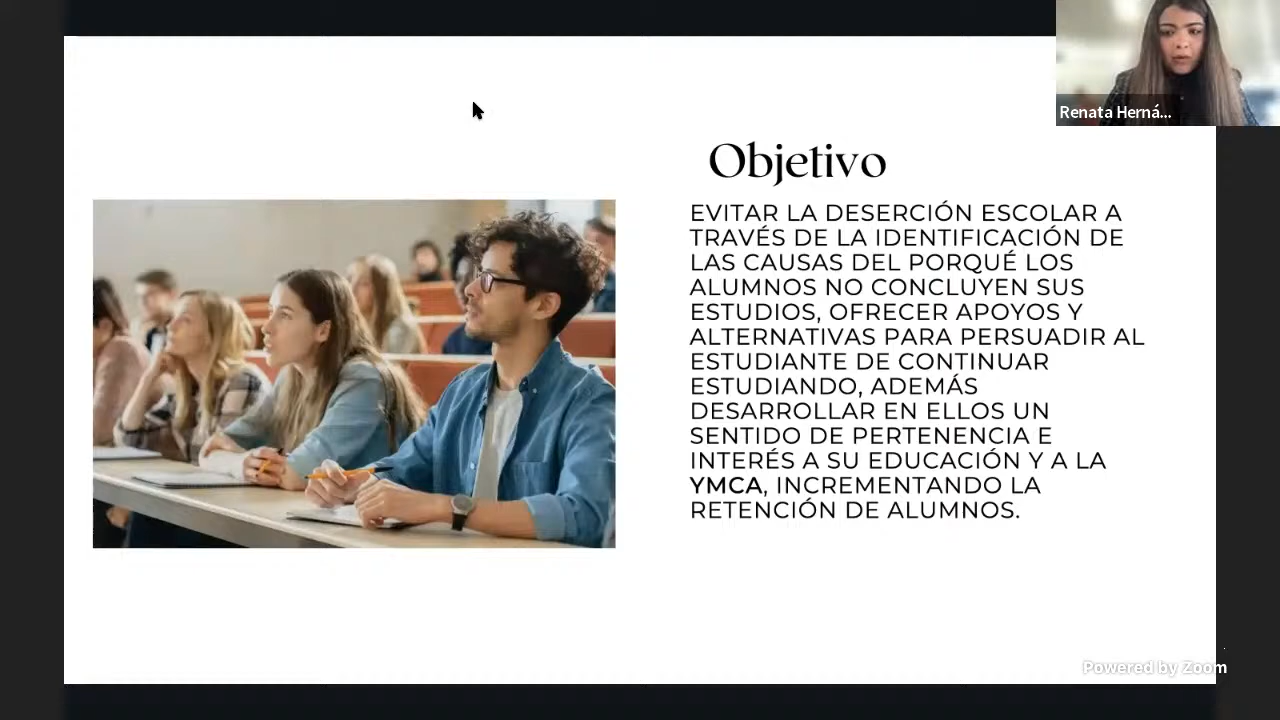 Renata Herná...
Objetivo
EVITAR LA DESERCIÓN ESCOLAR A
TRAVÉS DE LA IDENTIFICACIÓN DE
LAS CAUSAS DEL PORQUÉ LOS
ALUMNOS NO CONCLUYEN SUS
ESTUDIOS, OFRECER APOYOS Y
ALTERNATIVAS PARA PERSUADIR AL
ESTUDIANTE DE CONTINUAR
ESTUDIANDO, ADEMÁS
DESARROLLAR EN ELLOS UN
SENTIDO DE PERTENENCIA E
INTERÉS A SU EDUCACIÓN Y A LA
YMCA, INCREMENTANDO LA
RETENCIÓN DE ALUMNOS.
Powered by Zoom